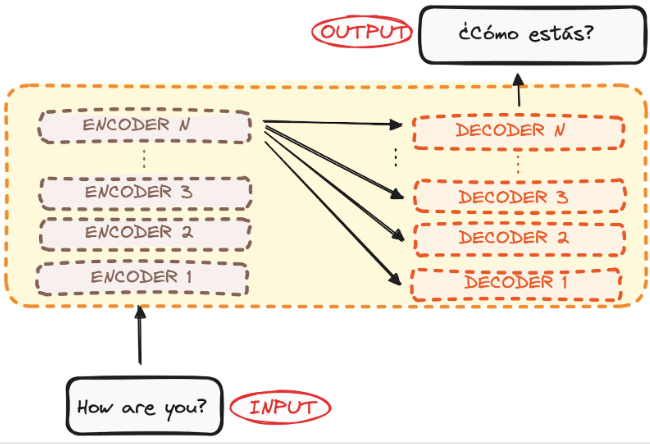 OUTPUT
¿Cómo estás?
ENCODER N
DECODER N
ENCODER 3
DECODER 3
ENCODER 2
DECODER 2
ENCODER 1
DECODER 1
How are you?
INPUT